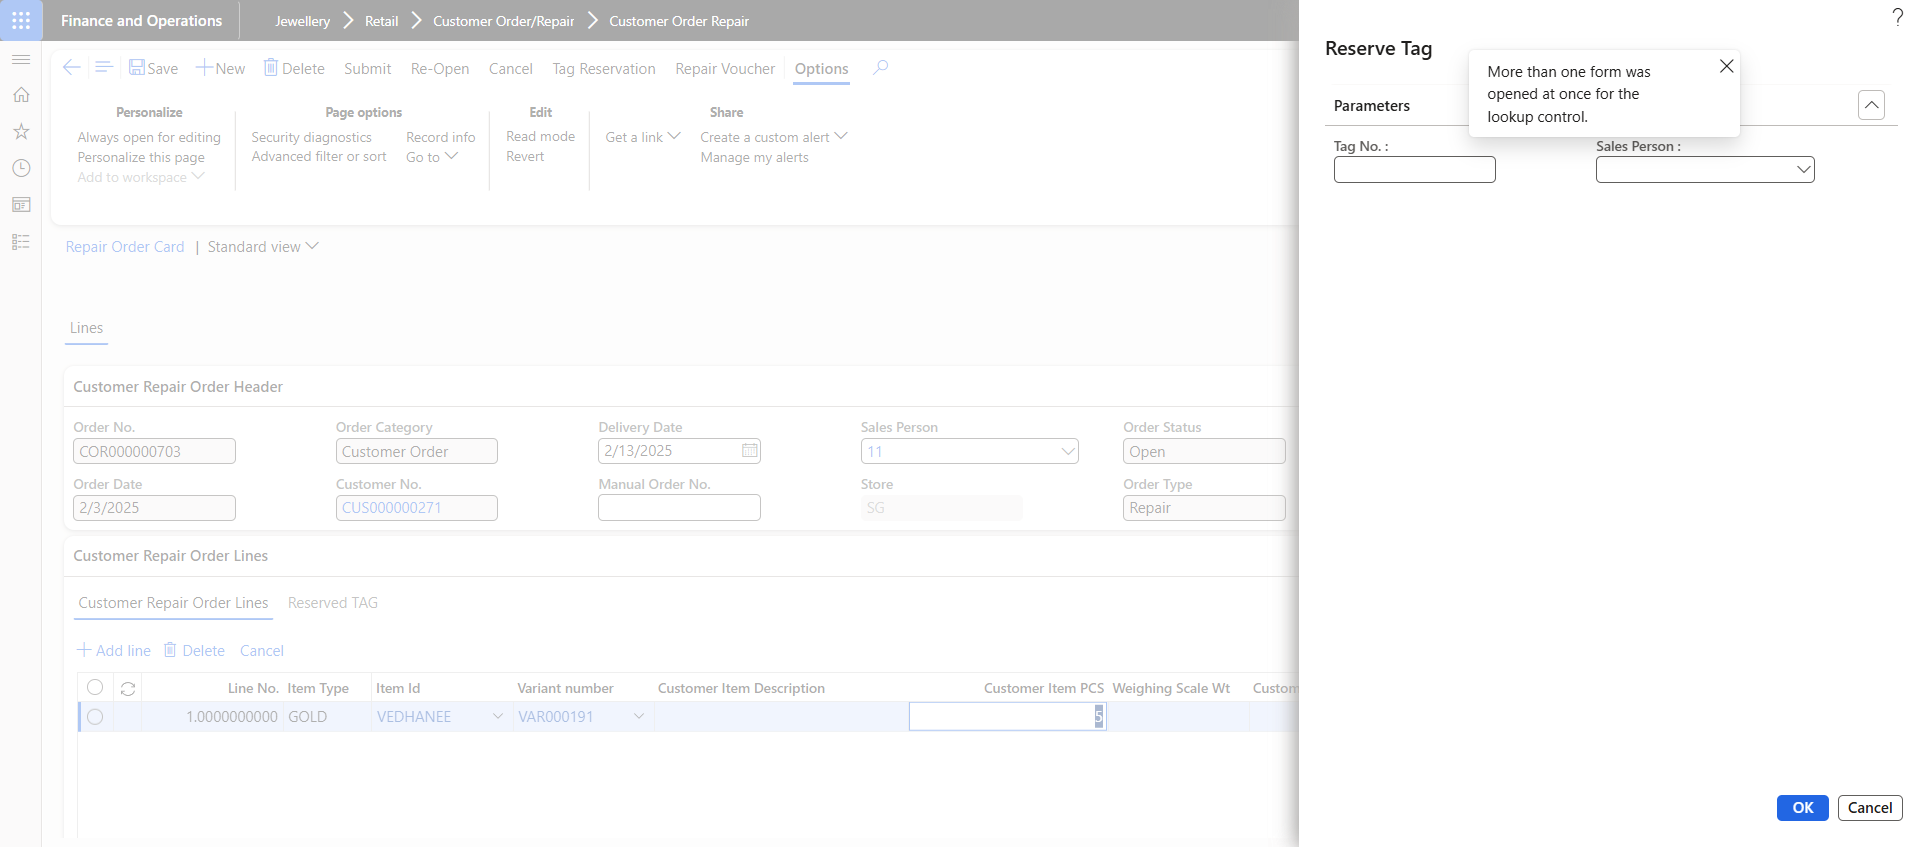 Finance and Operations
Jewellery
Retail
Customer Order/Repair
Customer Order Repair
?
Save
New
Delete
Submit
Re-Open
Cancel
Tag Reservation
Repair Voucher
Options
Personalize
Always open for editing
Personalize this page
Add to workspace
Page options
Security diagnostics
Advanced filter or sort
Record info
Go to
Edit
Read mode
Revert
Share
Get a link
Create a custom alert
Manage my alerts
Repair Order Card | Standard view
Lines
Customer Repair Order Header
Order No.
COR000000703
Order Category
Customer Order
Delivery Date
2/13/2025
Sales Person
11
Order Status
Open
Order Date
2/3/2025
Customer No.
CUS000000271
Manual Order No.
Store
SG
Order Type
Repair
Customer Repair Order Lines
Customer Repair Order Lines
Reserved TAG
Add line
Delete
Cancel
Line No. Item Type Item Id Variant number Customer Item Description Customer Item PCS Weighing Scale Wt Custom
1.0000000000 GOLD VEDHANEE VAR000191 5
Reserve Tag
More than one form was
opened at once for the
lookup control.
Parameters
Tag No. :
Sales Person :
OK
Cancel